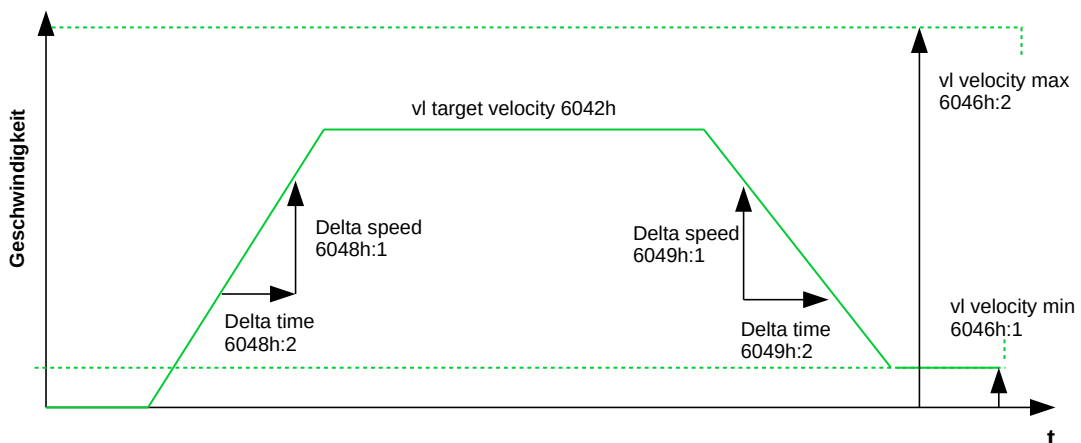 Geschwindigkeit
vl target velocity 6042h
vl velocity max
6046h:2
Delta speed
6048h:1
Delta time
6048h:2
Delta speed
6049h:1
Delta time
6049h:2
vl velocity min
6046h:1
t